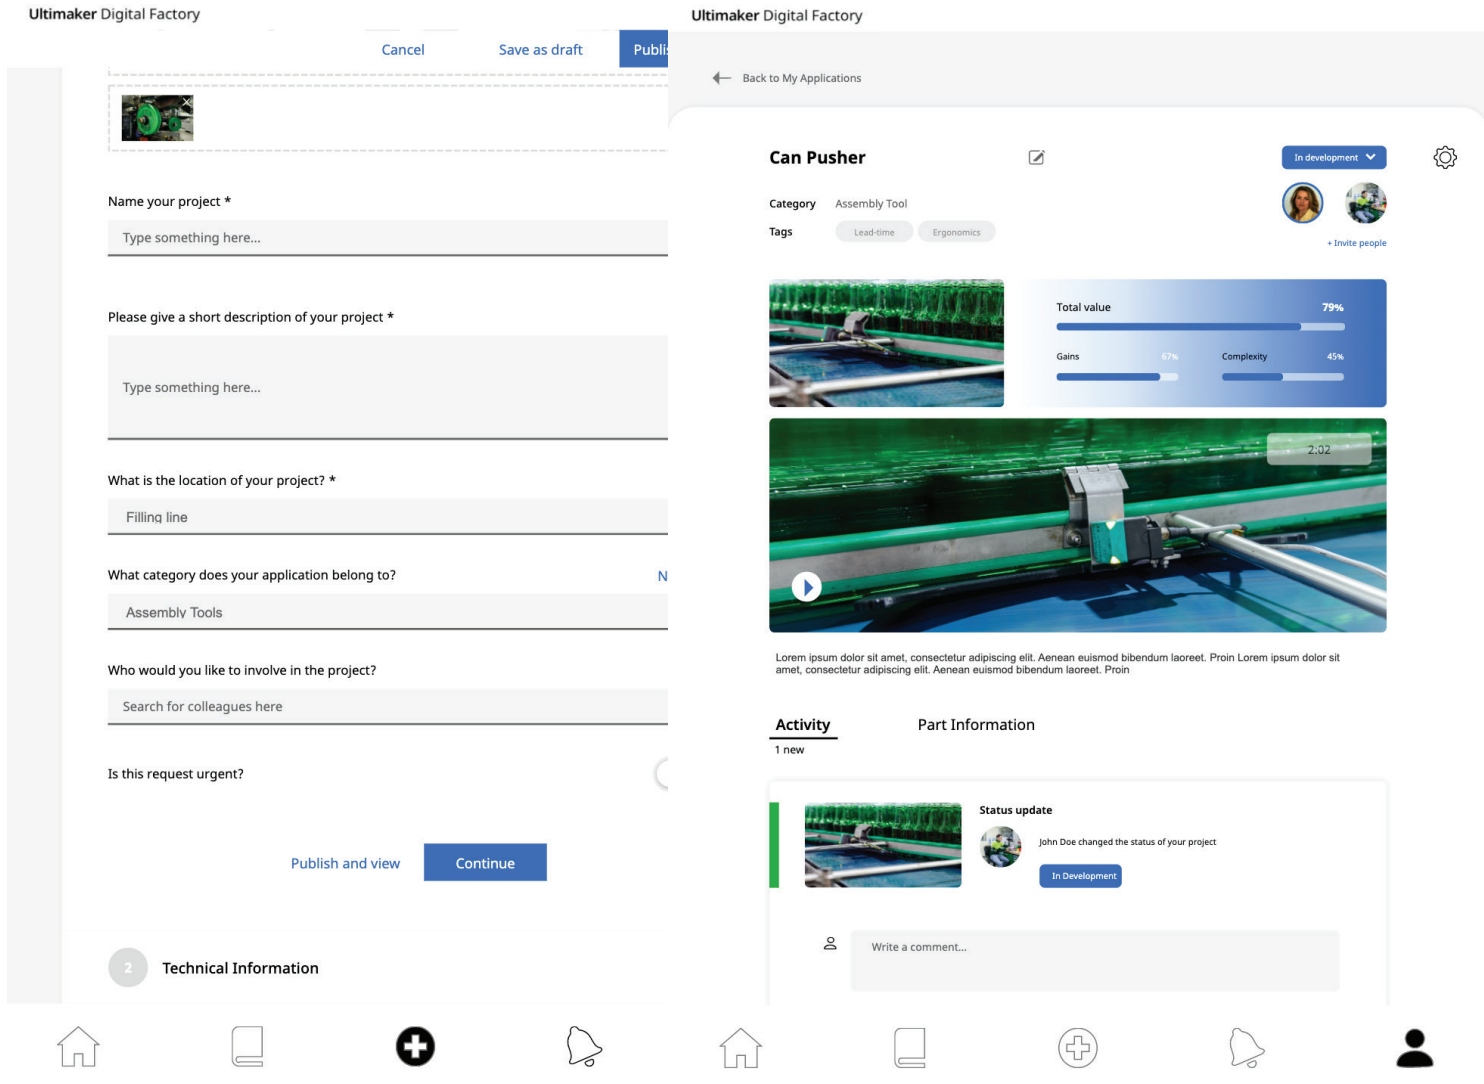 Ultimaker Digital Factory
Cancel
Save as draft
Name your project *
Type something here...
Please give a short description of your project *
Type something here...
What is the location of your project? *
Filling line
What category does your application belong to?
Assembly Tools
Who would you like to involve in the project?
Search for colleagues here
Is this request urgent?
Publish and view
Continue
2
Technical Information
Ultimaker Digital Factory
Back to My Applications
Can Pusher
In development
Category
Assembly Tool
Tags
Lead-time
Ergonomics
+ Invite people
Total value
79%
Gains
67%
Complexity
45%
2:02
Lorem ipsum dolor sit amet, consectetur adipiscing elit. Aenean euismod bibendum laoreet. Proin Lorem ipsum dolor sit
amet, consectetur adipiscing elit. Aenean euismod bibendum laoreet. Proin
Activity
Part Information
1 new
Status update
John Doe changed the status of your project
In Development
Write a comment...